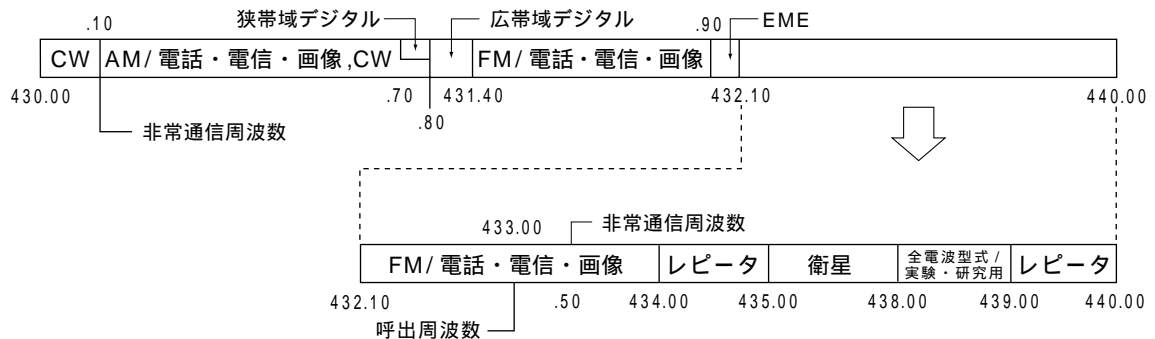 狭帯域デジタル 広帯域デジタル .90 EME
.10
CW AM/電話・電信・画像,CW FM/電話・電信・画像
430.00 .70 431.40 432.10 440.00
.80
非常通信周波数
433.00 非常通信周波数
FM/電話・電信・画像 レピータ 衛星 全電波型式/ レピータ
実験・研究用
432.10 .50 434.00 435.00 438.00 439.00 440.00
呼出周波数